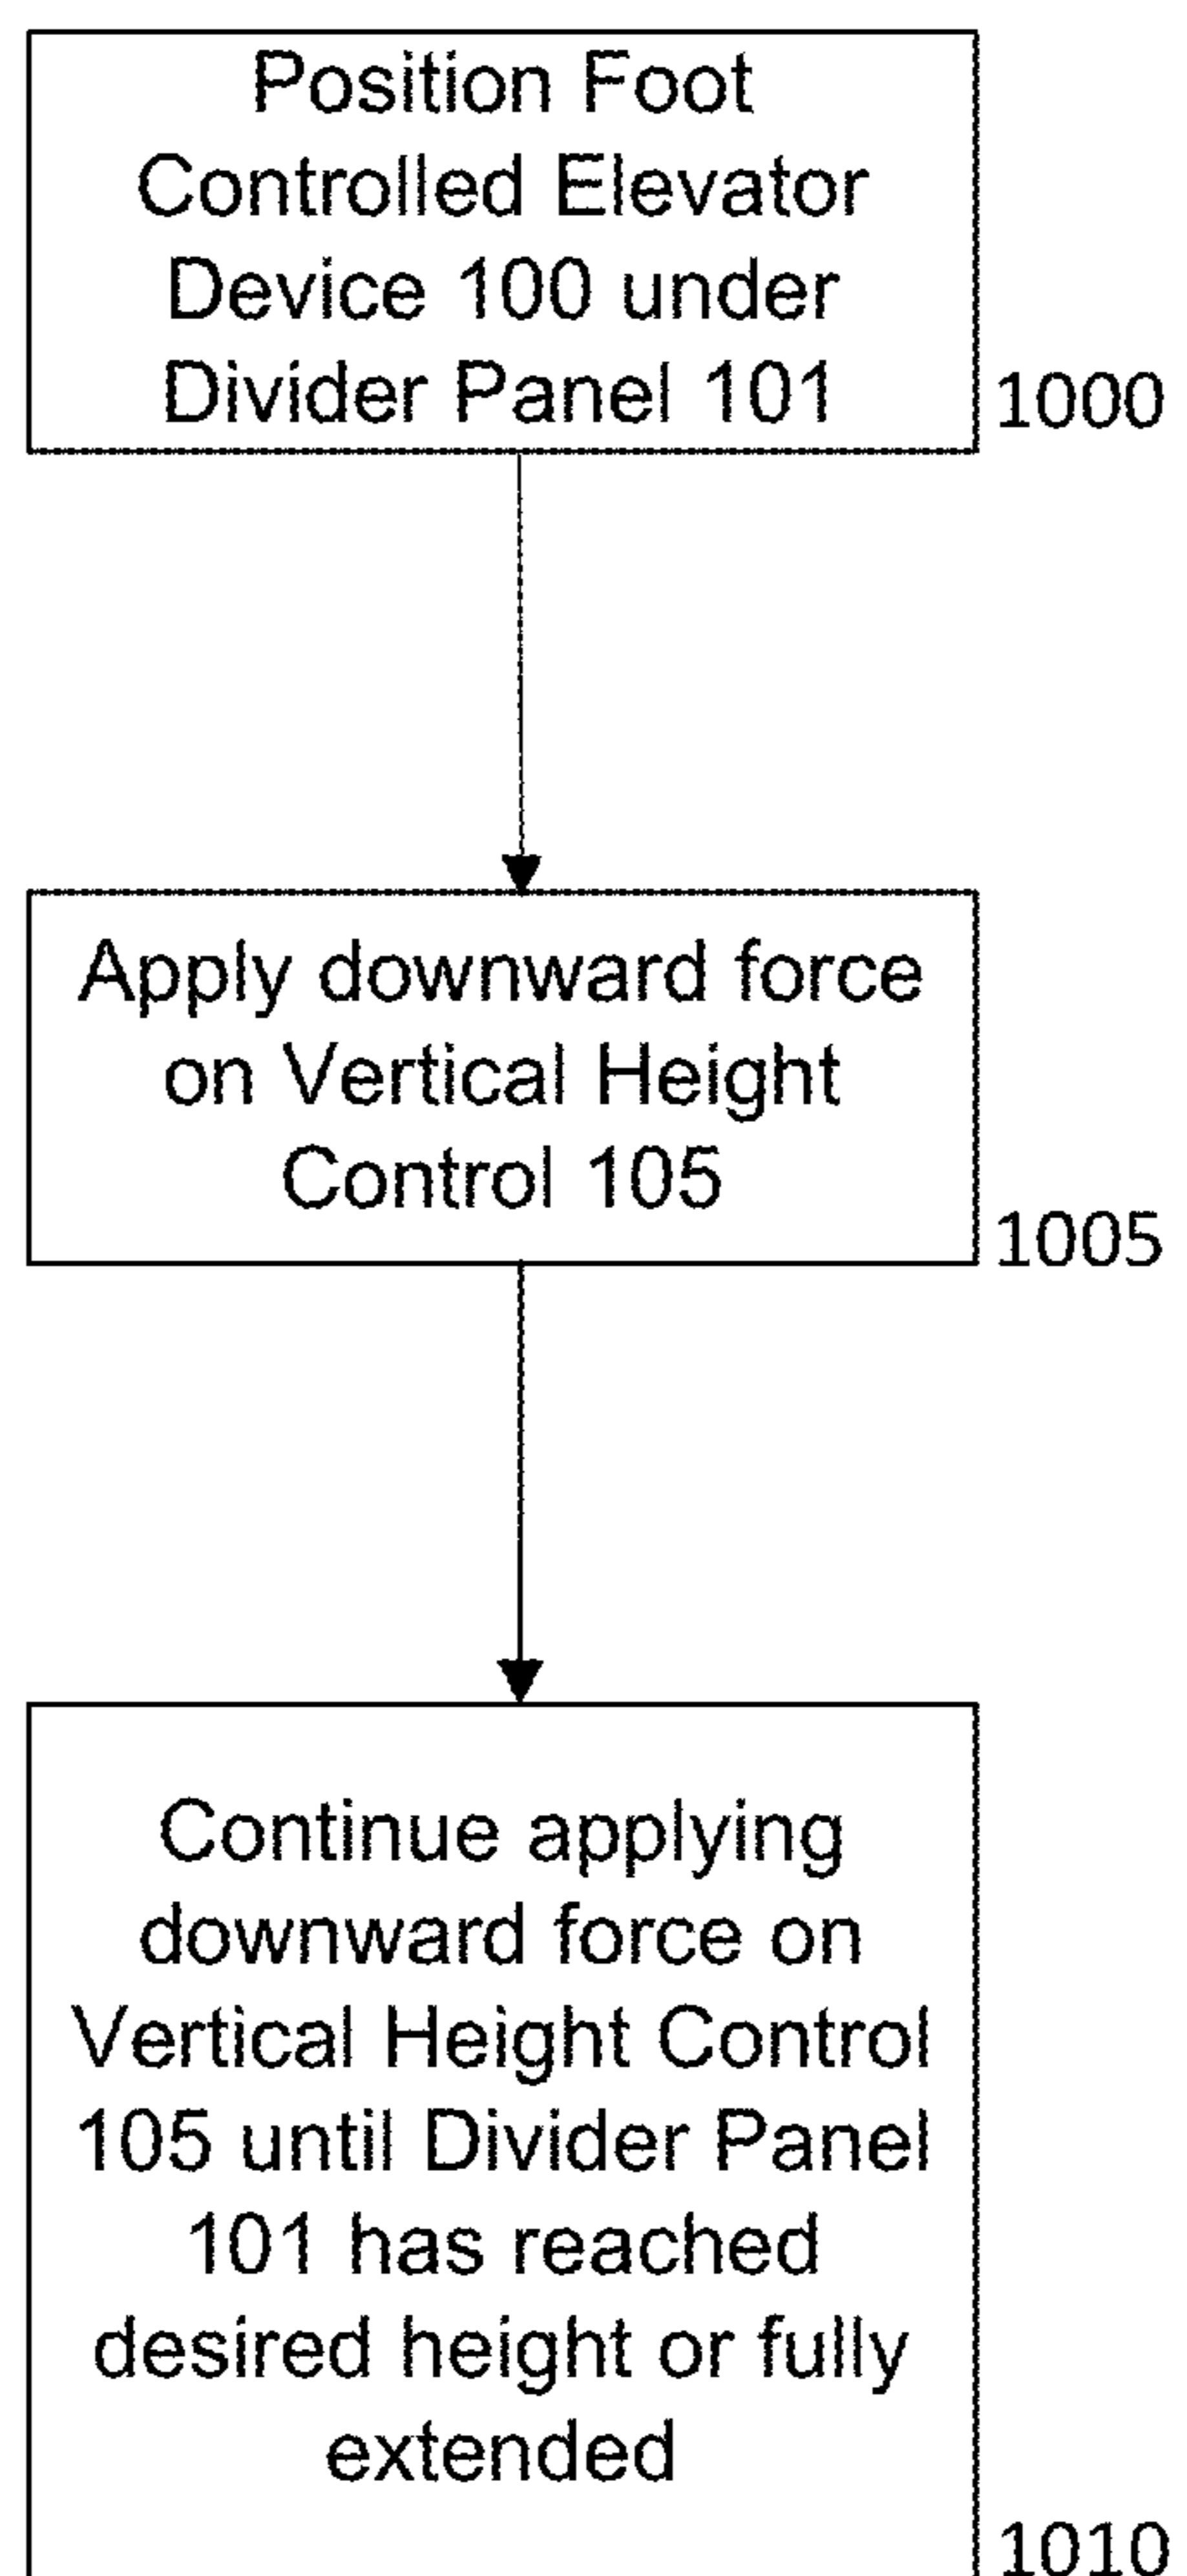 Position Foot
Controlled Elevator
Device 100 under
Divider Panel 101
1000
Apply downward force
on Vertical Height
Control 105
1005
Continue applying
downward force on
Vertical Height Control
105 until Divider Panel
101 has reached
desired height or fully
extended
1010